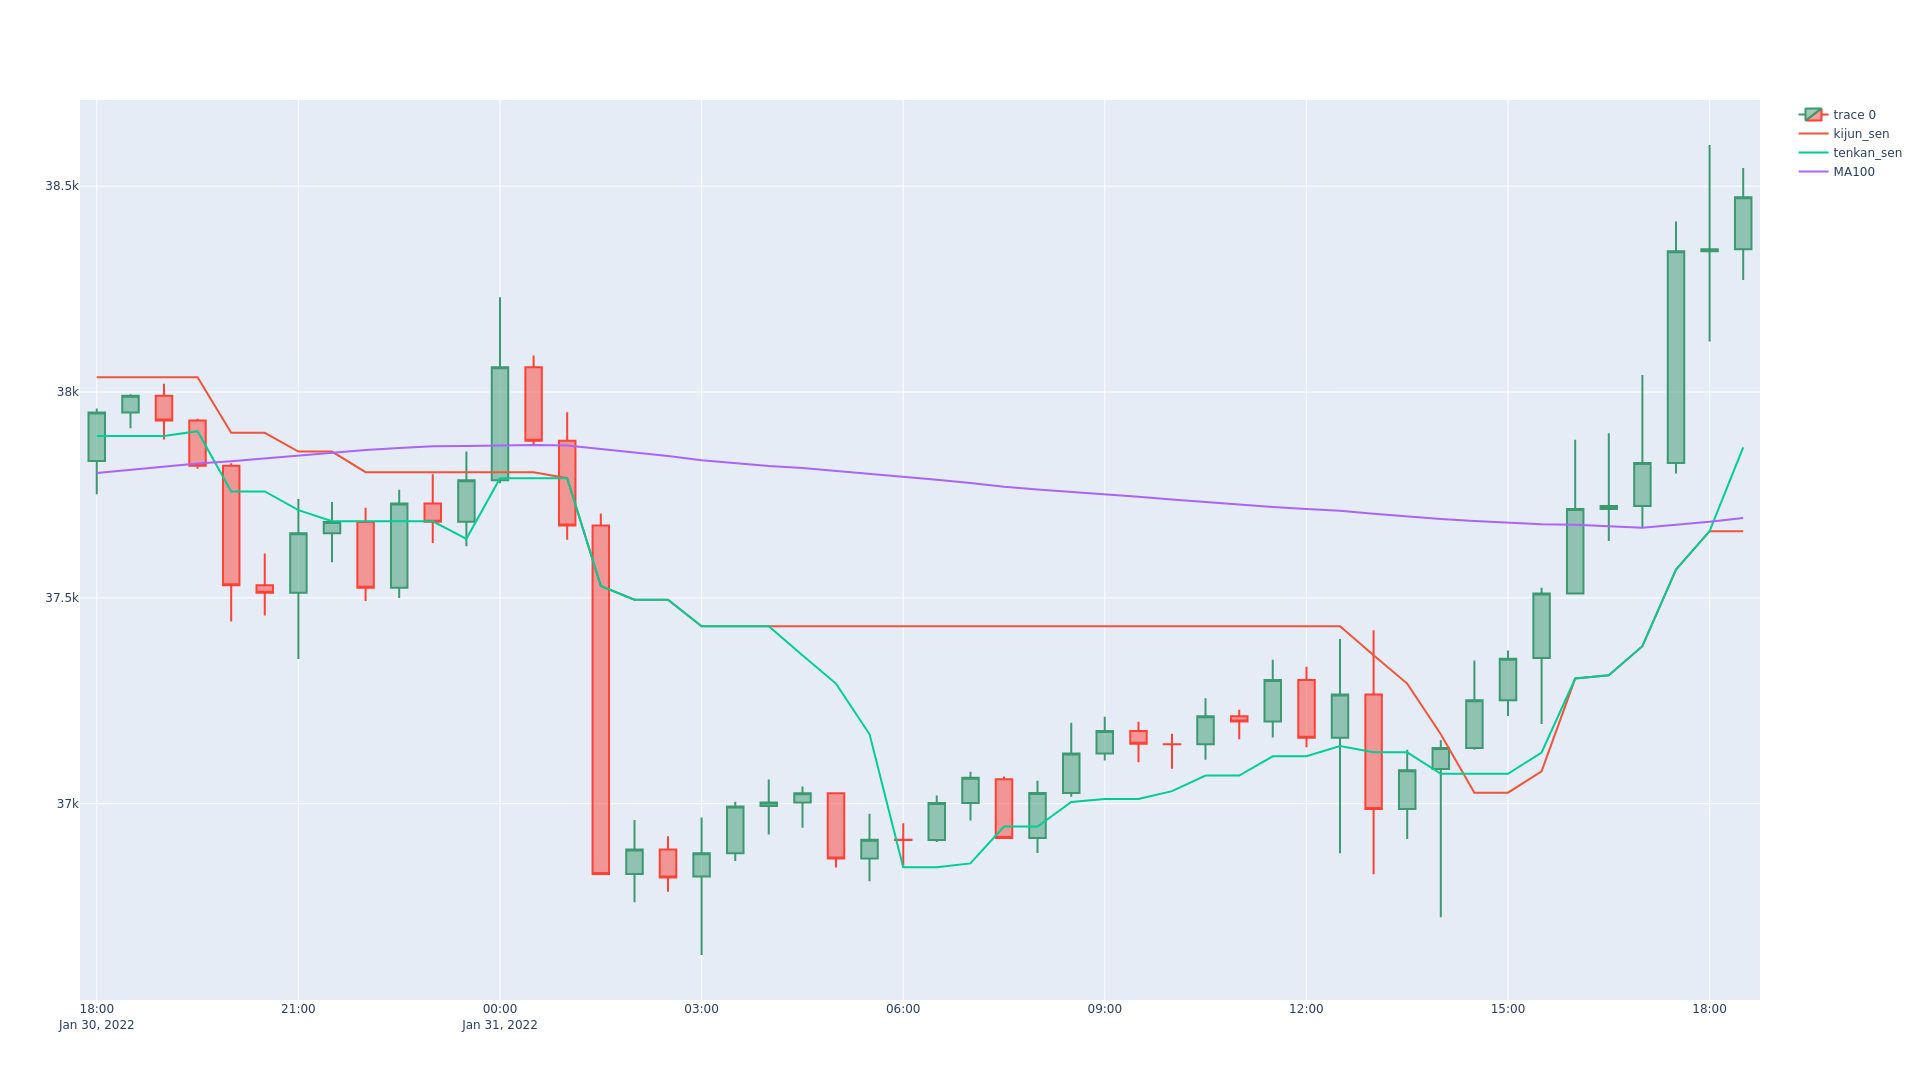 trace 0
kijun_sen
tenkan_sen
MA100
38.5k
38k
37.5k
37k
18:00 21:00 00:00 03:00 06:00 09:00 12:00 15:00 18:00
Jan 30, 2022 Jan 31, 2022